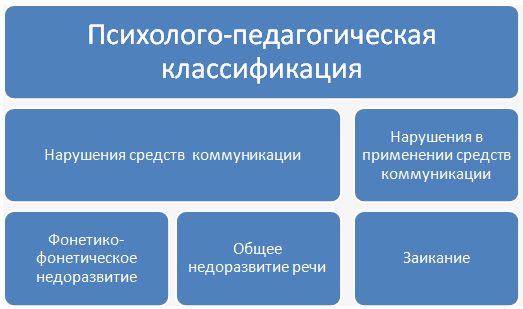 Психолого-педагогическая
классификация
Нарушения средств коммуникации
Нарушения в
применении средств
коммуникации
Фонетико-
фонетическое
недоразвитие
Общее
недоразвитие речи
Заикание